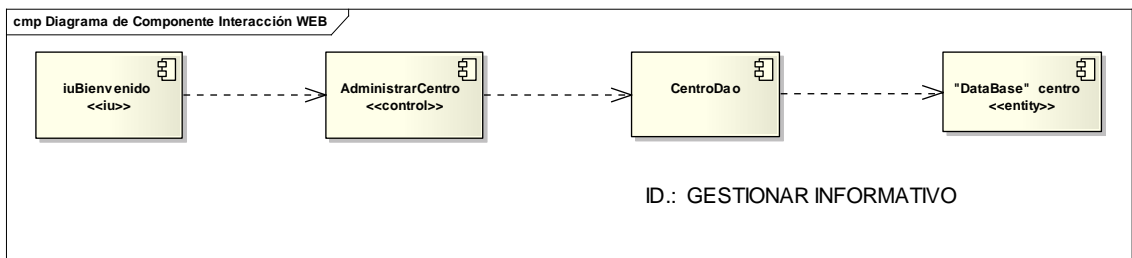 cmp Diagrama de Componente Interacción WEB
iuBienvenido
<<iu>>
AdministrarCentro
<<control>>
CentroDao
"DataBase" centro
<<entity>>
ID.: GESTIONAR INFORMATIVO